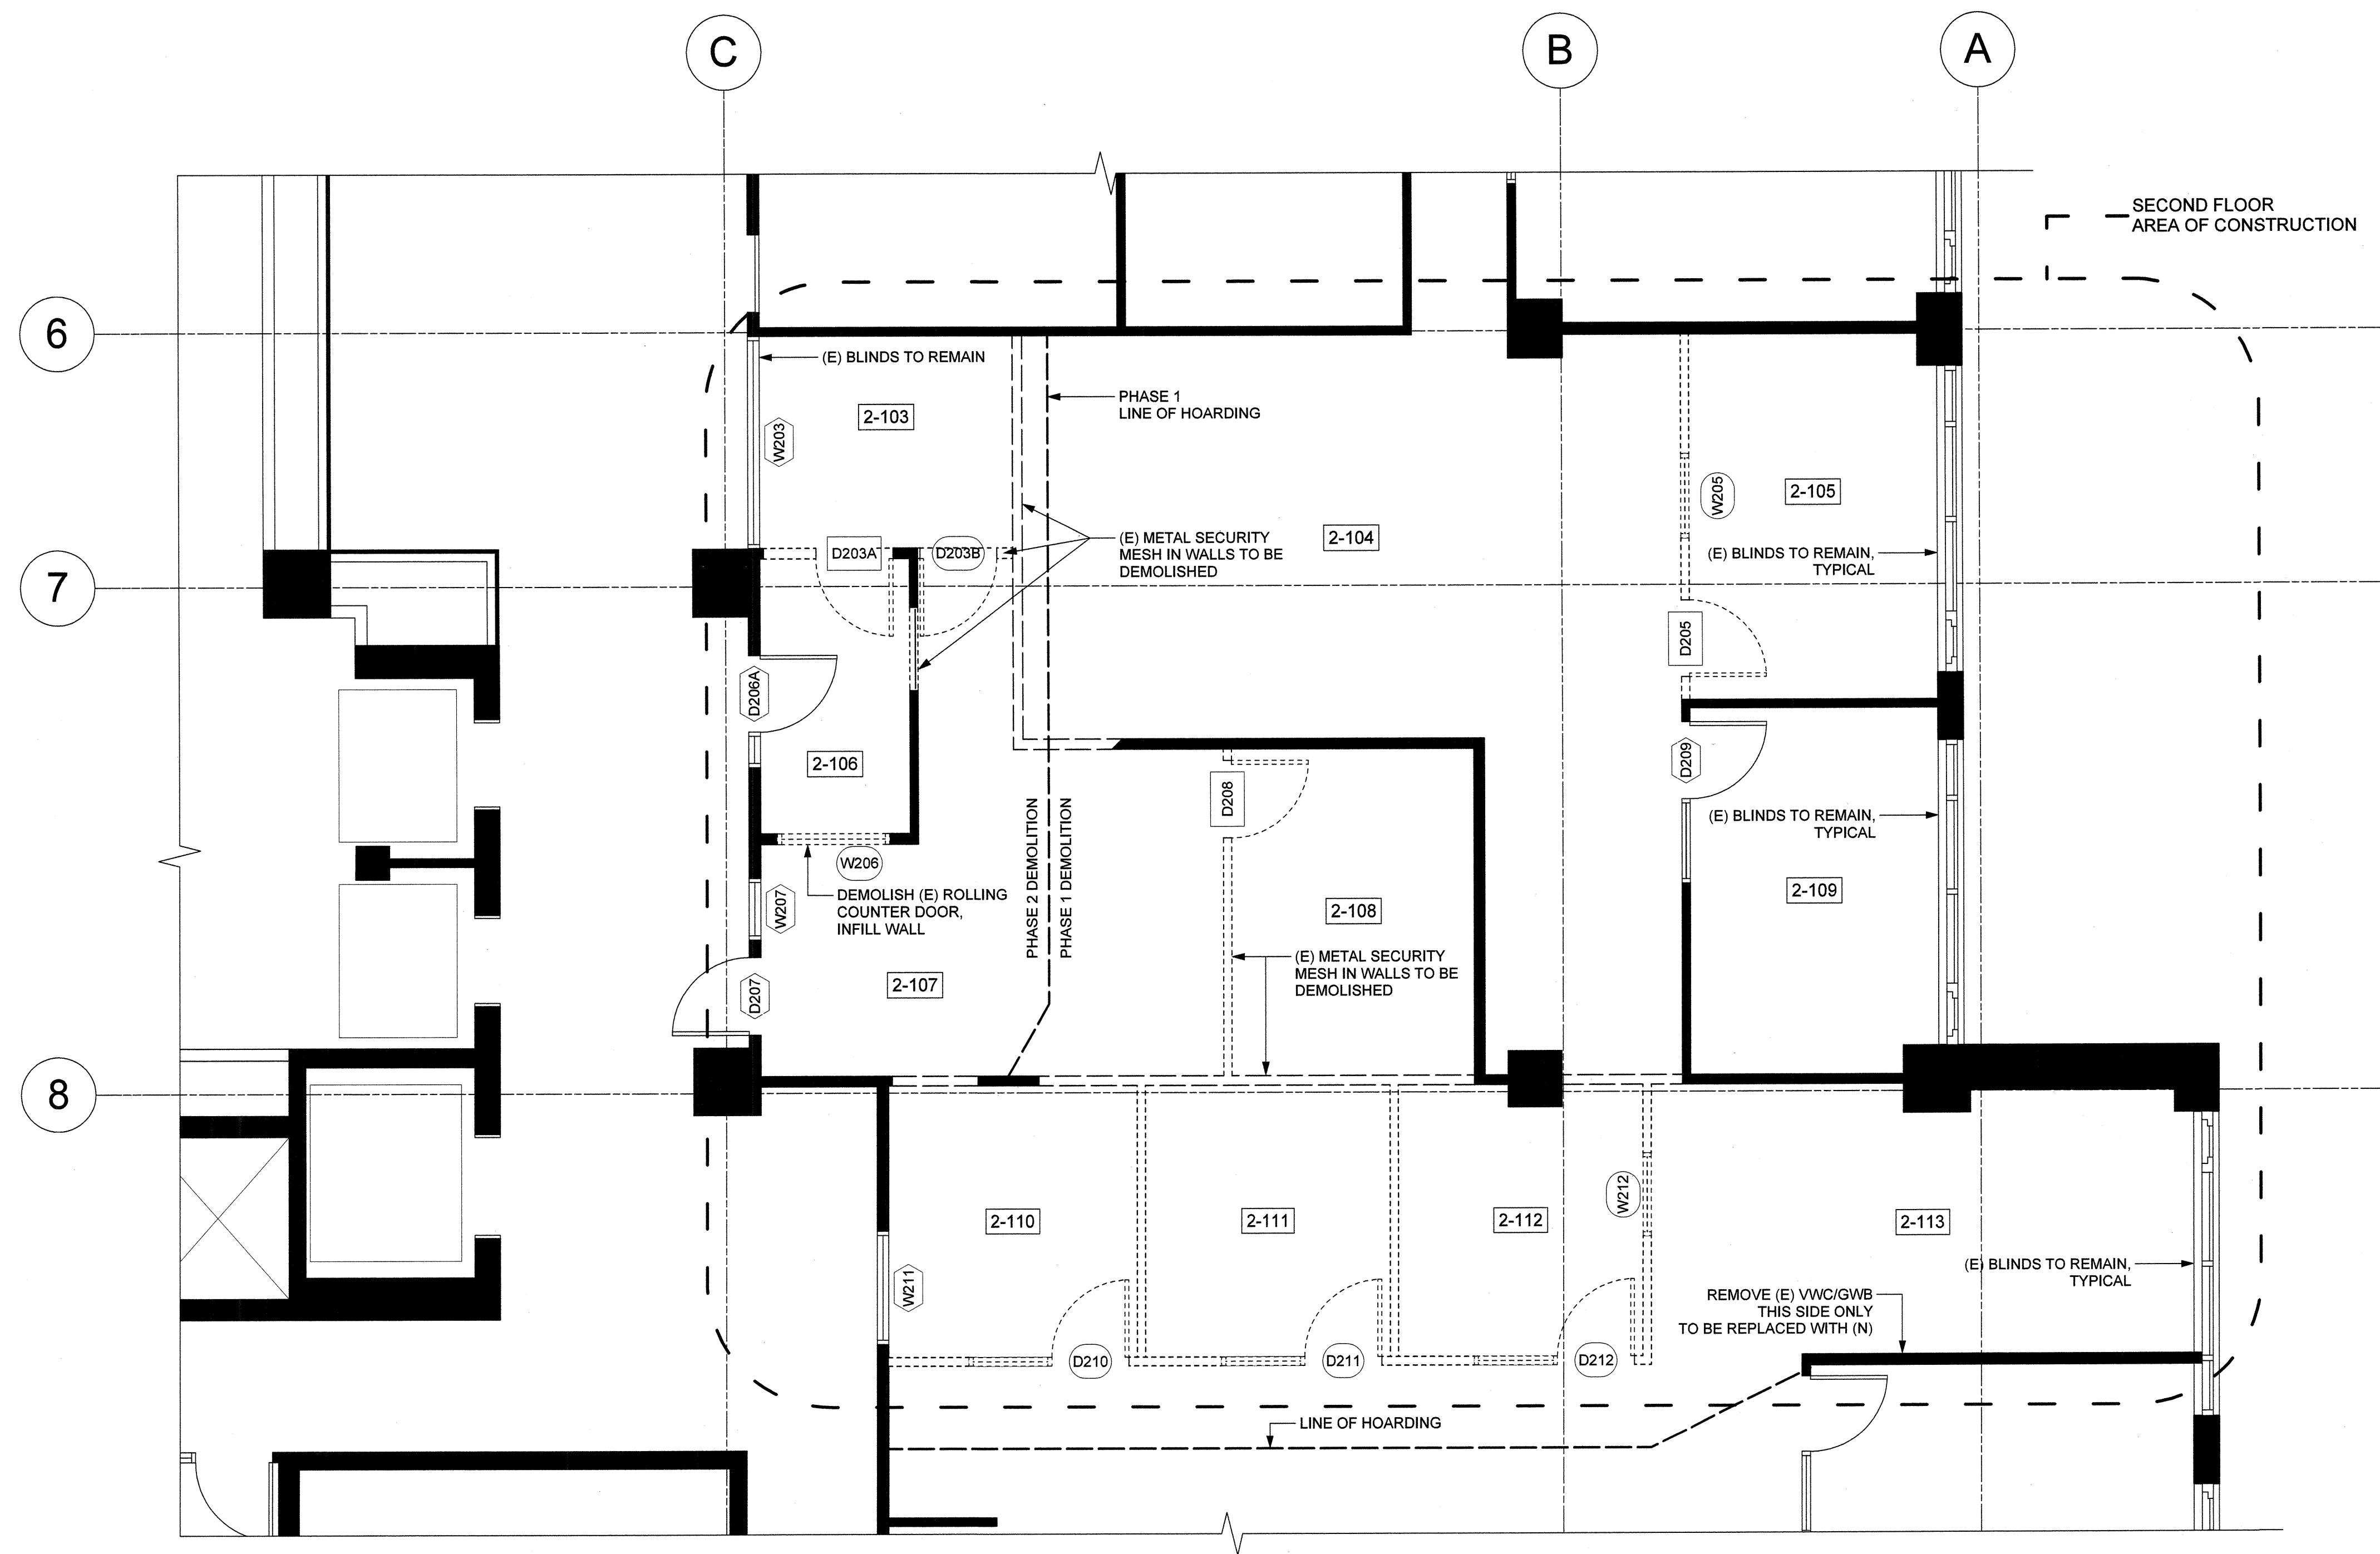 C
B
A
SECOND FLOOR
AREA OF CONSTRUCTION
6
(E) BLINDS TO REMAIN
PHASE 1
LINE OF HOARDING
2-103
W203
W205
2-105
(E) METAL SECURITY
MESH IN WALLS TO BE
DEMOLISHED
2-104
(E) BLINDS TO REMAIN,
TYPICAL
D203A
D203B
7
D205
D206A
2-106
D209
D208
(E) BLINDS TO REMAIN,
TYPICAL
PHASE 2 DEMOLITION
PHASE 1 DEMOLITION
W206
DEMOLISH (E) ROLLING
COUNTER DOOR,
INFILL WALL
W207
2-108
2-109
(E) METAL SECURITY
MESH IN WALLS TO BE
DEMOLISHED
2-107
D207
8
W212
2-110
2-111
2-112
2-113
(E) BLINDS TO REMAIN,
TYPICAL
W211
REMOVE (E) VWC/GWB
THIS SIDE ONLY
TO BE REPLACED WITH (N)
D210
D211
D212
LINE OF HOARDING